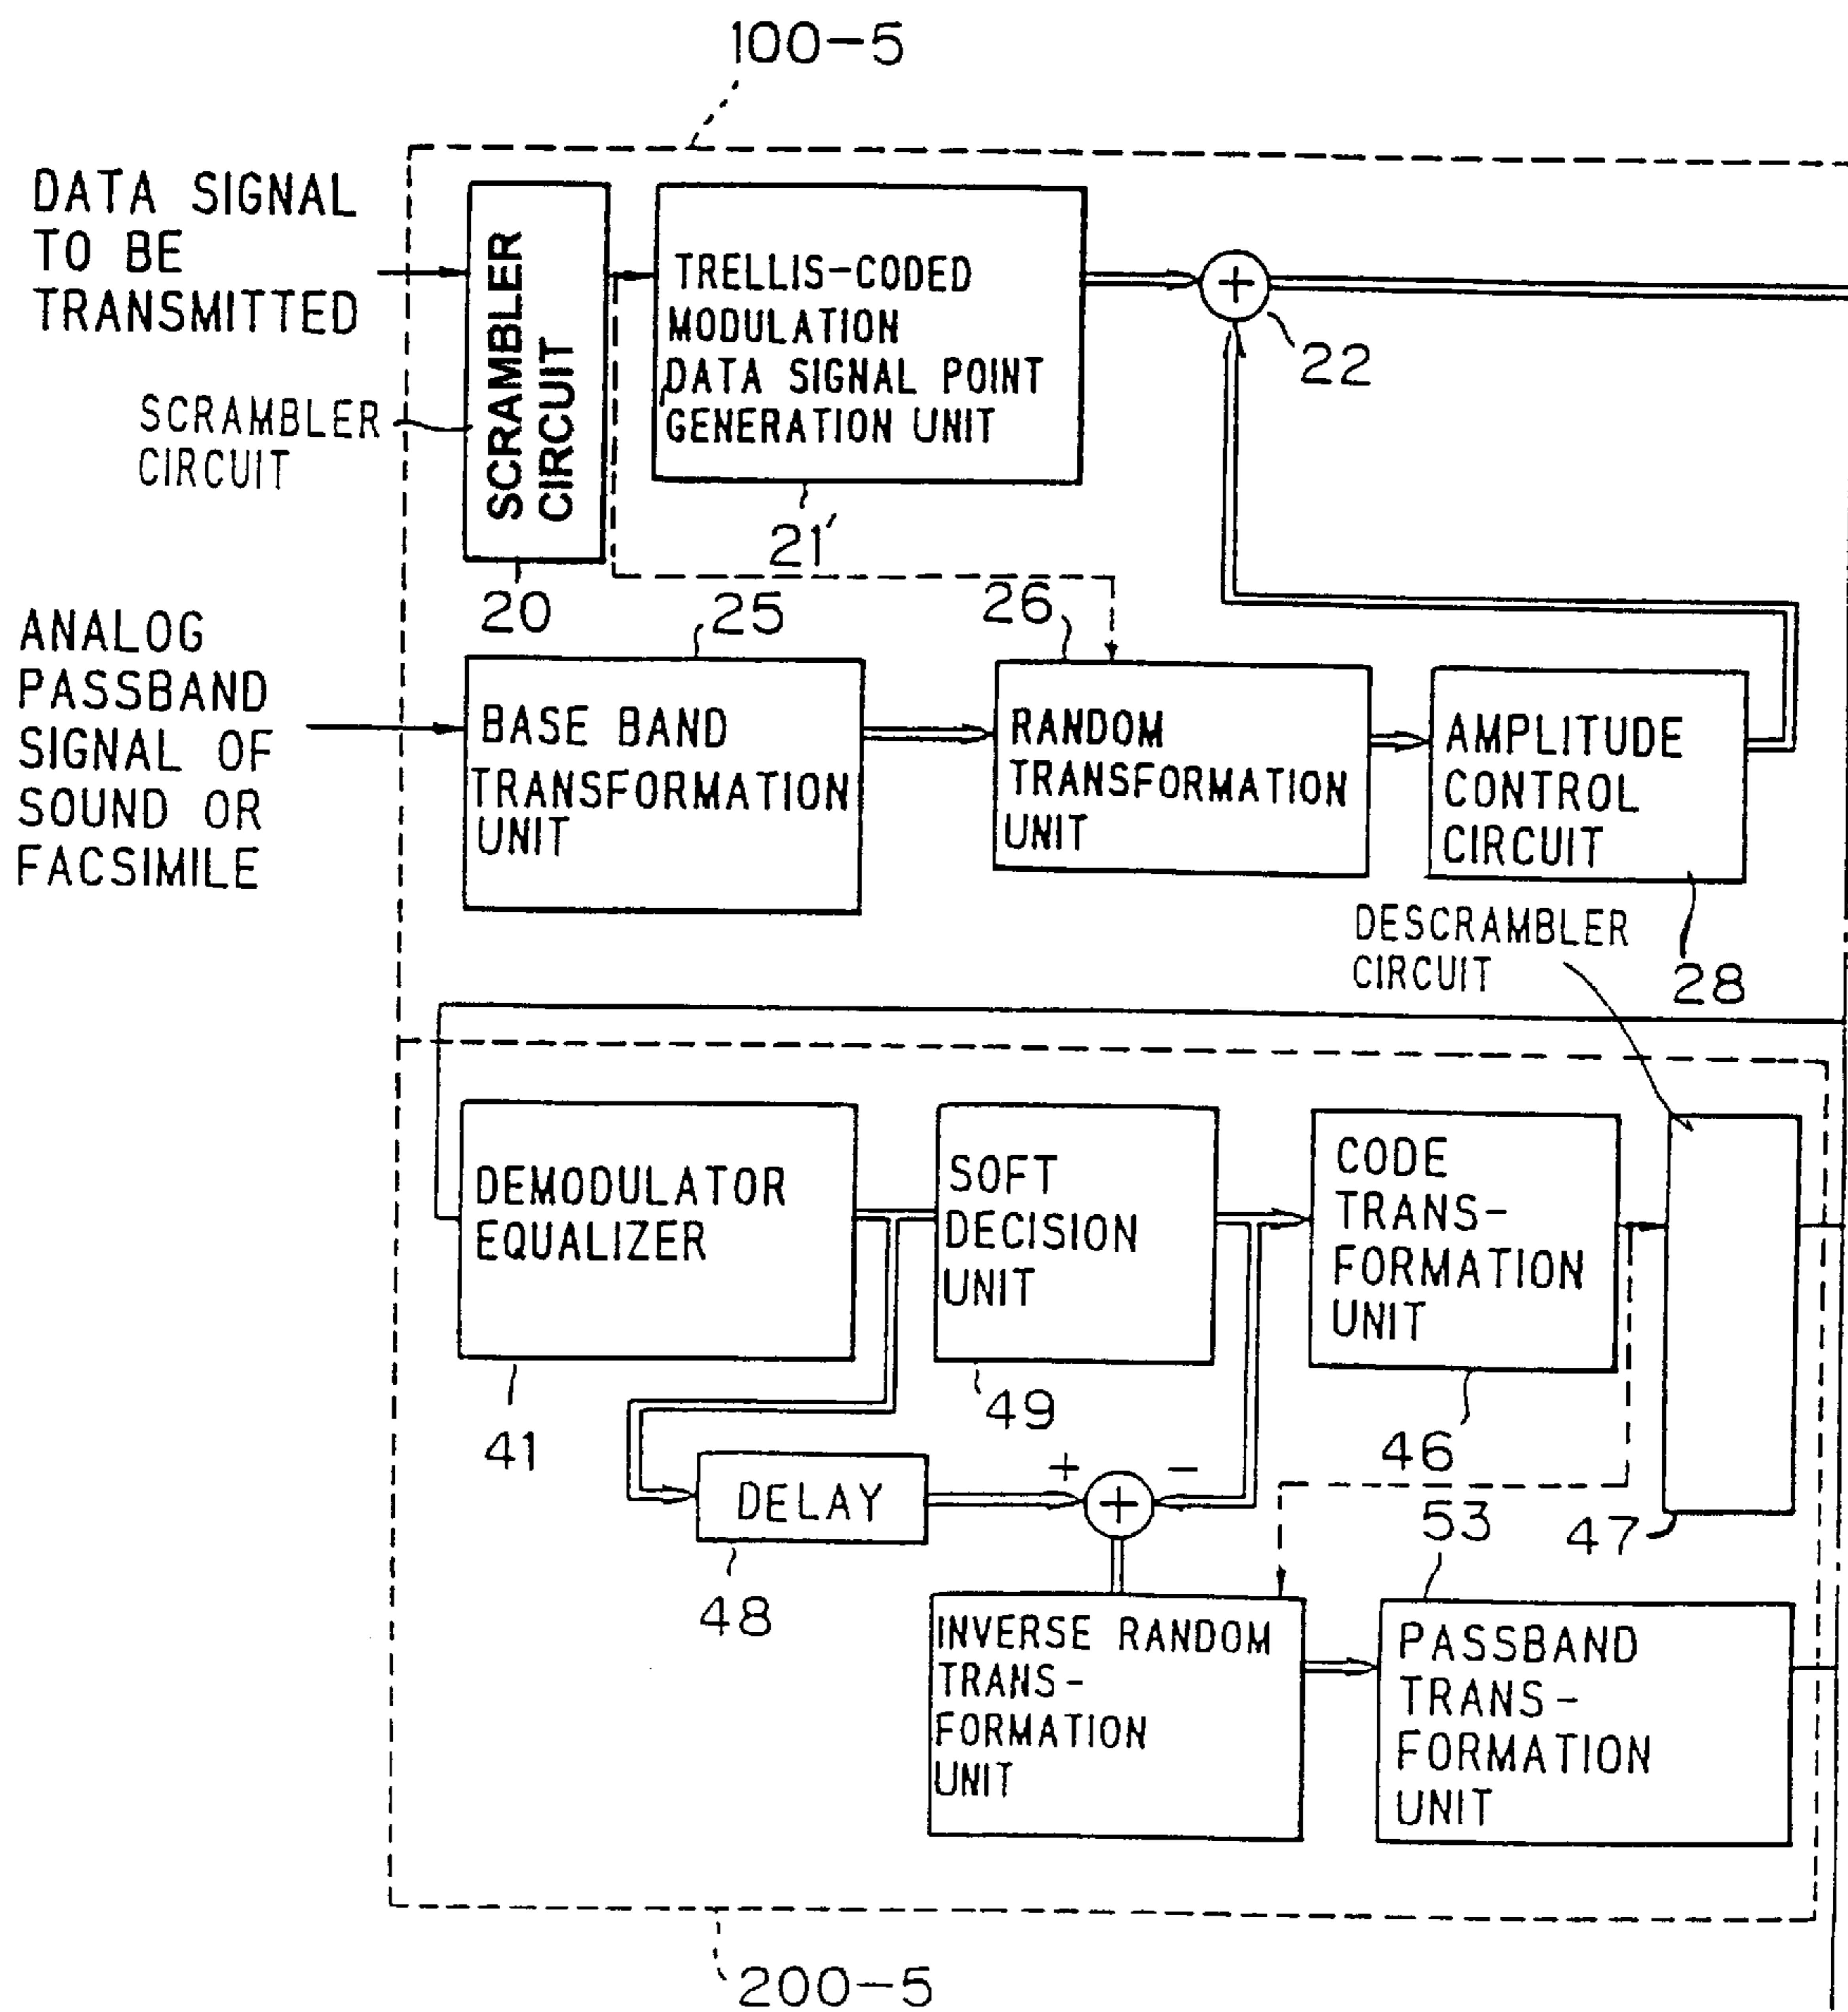 100-5
DATA SIGNAL
TO BE
TRANSMITTED
SCRAMBLER
CIRCUIT
SCRAMBLER
CIRCUIT
20
TRELLIS-CODED
MODULATION
DATA SIGNAL POINT
GENERATION UNIT
21'
+
22
ANALOG
PASSBAND
SIGNAL OF
SOUND OR
FACSIMILE
25
BASE BAND
TRANSFORMATION
UNIT
26
RANDOM
TRANSFORMATION
UNIT
AMPLITUDE
CONTROL
CIRCUIT
28
DESCRAMBLER
CIRCUIT
DEMODULATOR
EQUALIZER
41
SOFT
DECISION
UNIT
49
CODE
TRANS-
FORMATION
UNIT
46
47
DELAY
48
+
-
+
INVERSE RANDOM
TRANS-
FORMATION
UNIT
53
PASSBAND
TRANS-
FORMATION
UNIT
200-5